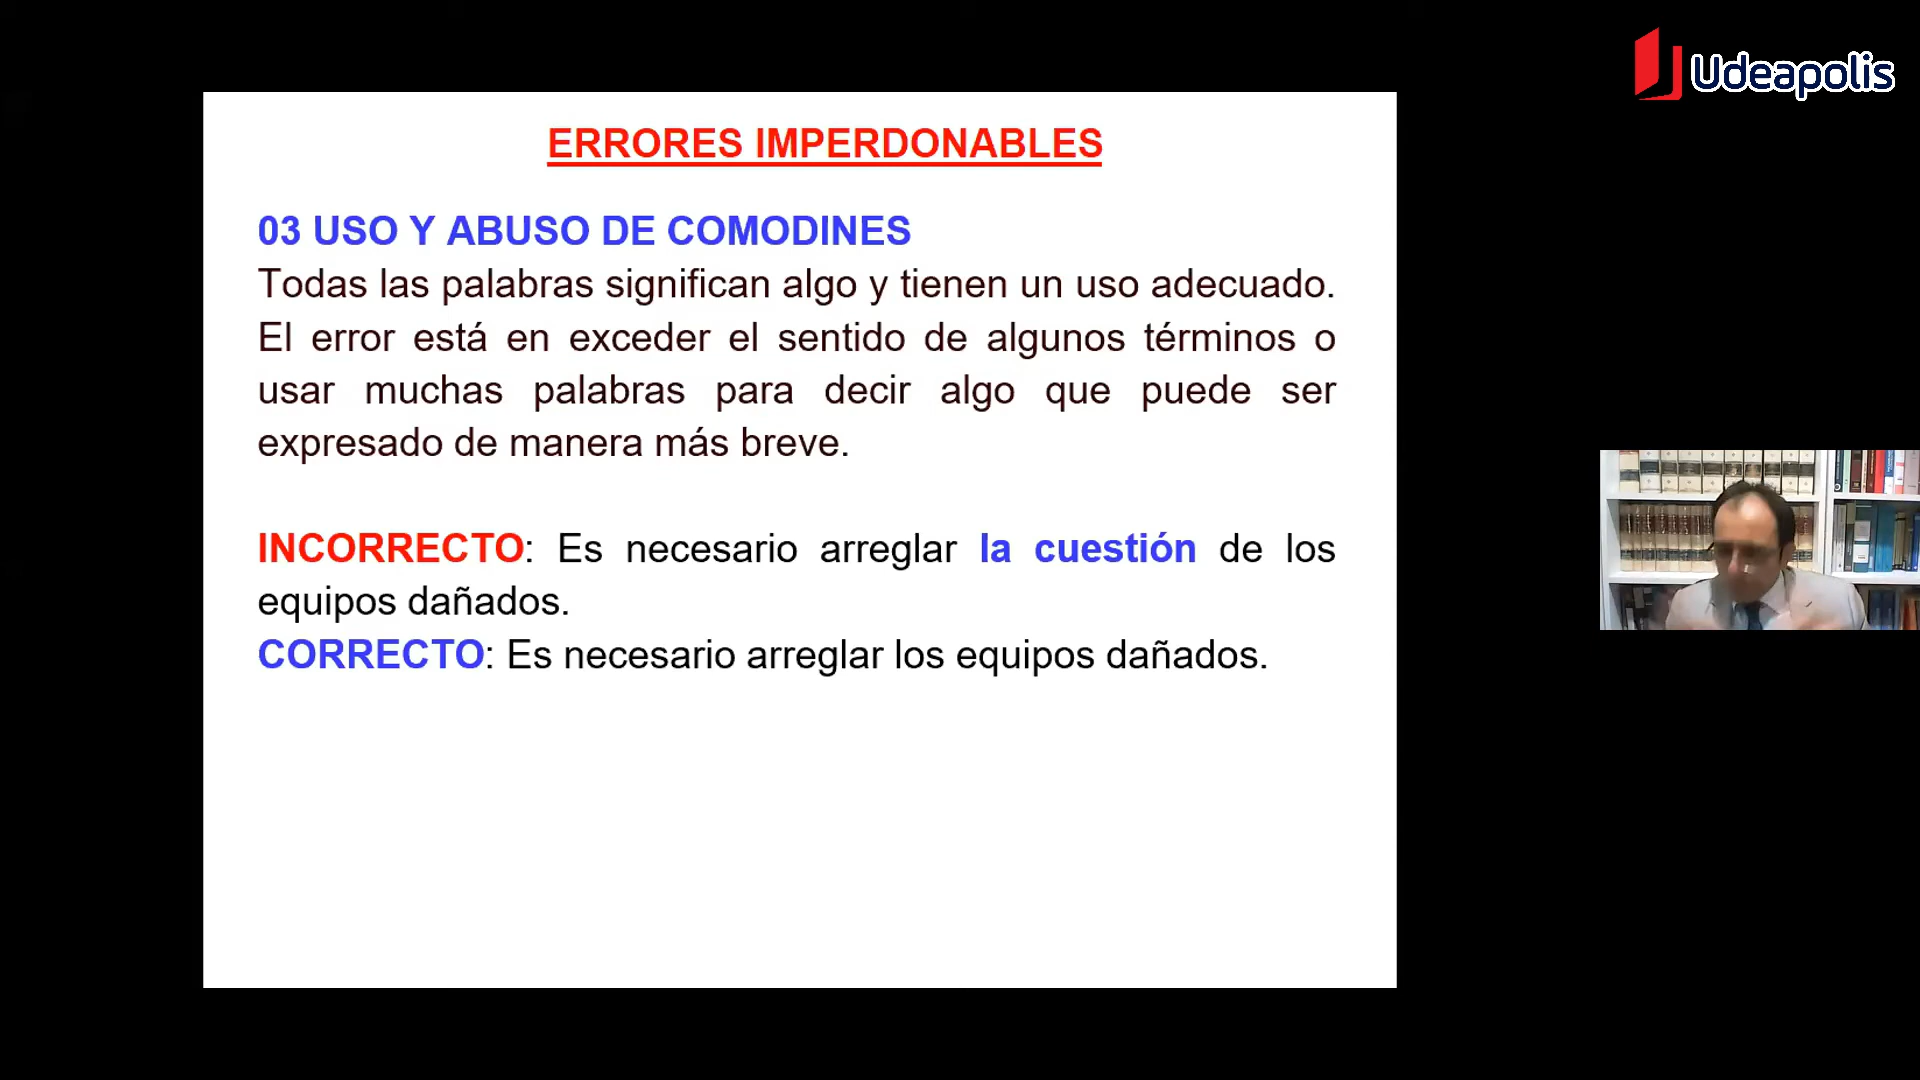 Udeapolis
ERRORES IMPERDONABLES
03 USO Y ABUSO DE COMODINES
Todas las palabras significan algo y tienen un uso adecuado.
El error está en exceder el sentido de algunos términos o
usar muchas palabras para decir algo que puede ser
expresado de manera más breve.
INCORRECTO: Es necesario arreglar la cuestión de los
equipos dañados.
CORRECTO: Es necesario arreglar los equipos dañados.